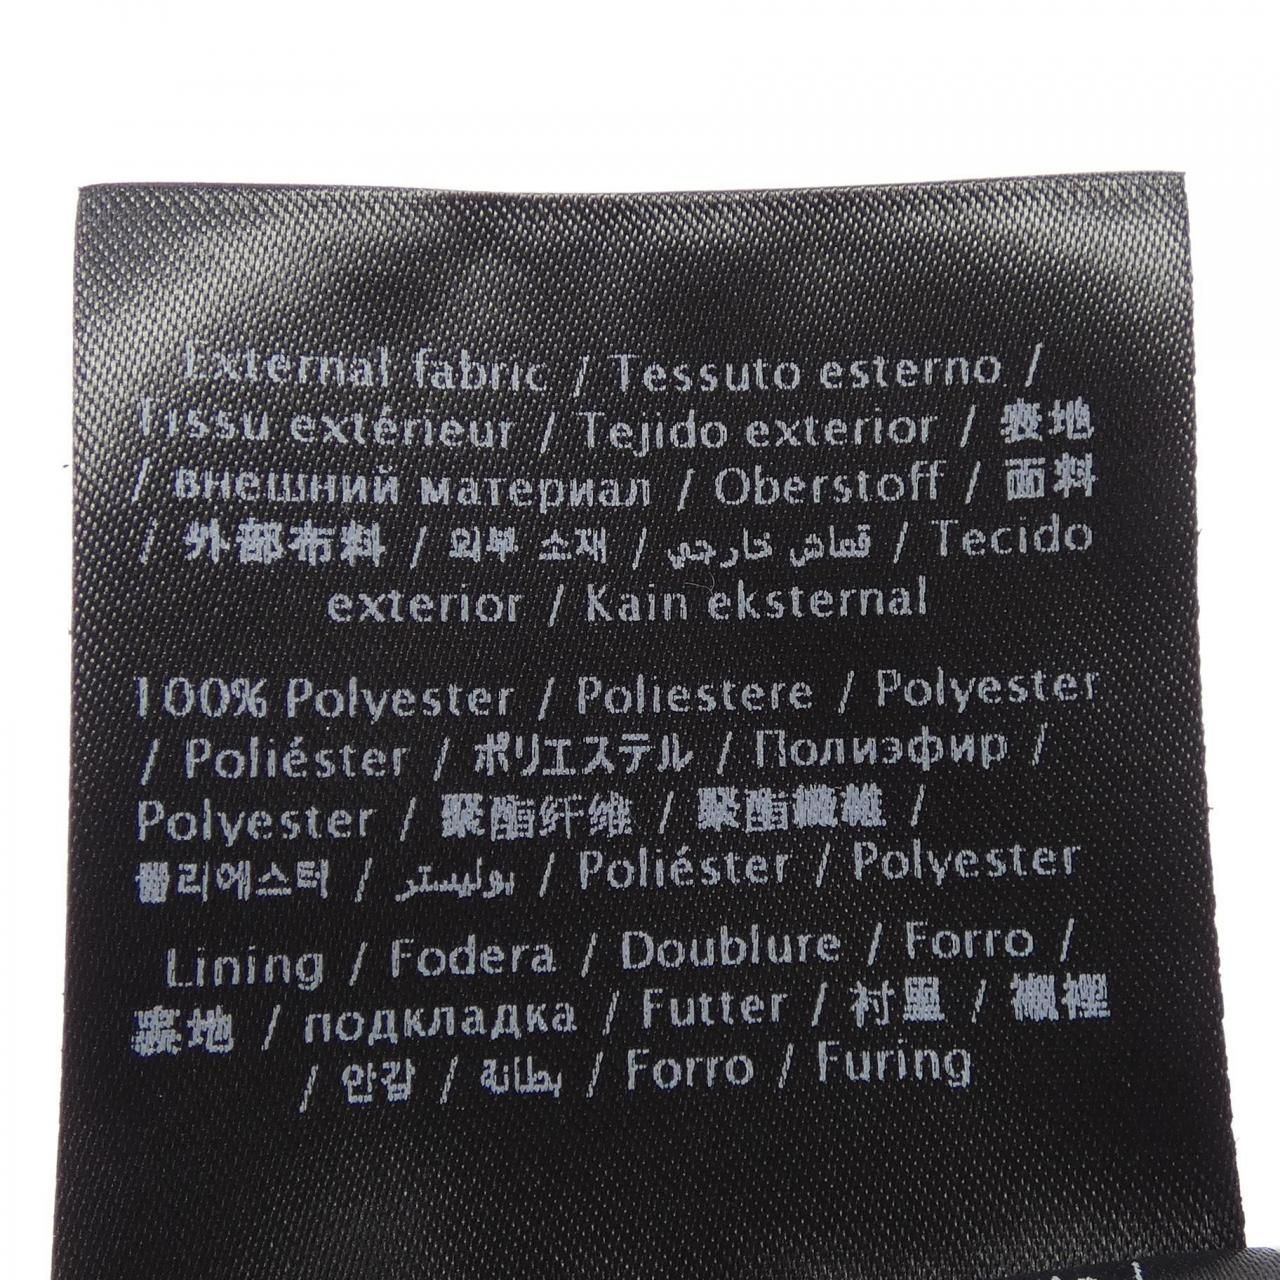 External fabric / Tessuto esterno /
Tissu extérieur / Tejido exterior / 表地
/ внешний материал / Oberstoff / 面料
/ 外部布料 / 외부 소재 / قماش خارجي / Tecido
exterior / Kain eksternal
100% Polyester / Poliestere / Polyester
/ Poliéster / ポリエステル / Полиэфир /
Polyester / 聚酯纤维 / 聚酯纖維 /
폴리에스터 / بوليستر / Poliéster / Polyester
Lining / Fodera / Doublure / Forro /
裏地 / подкладка / Futter / 衬里 / 襯裡
/ 안감 / بطانة / Forro / Furing